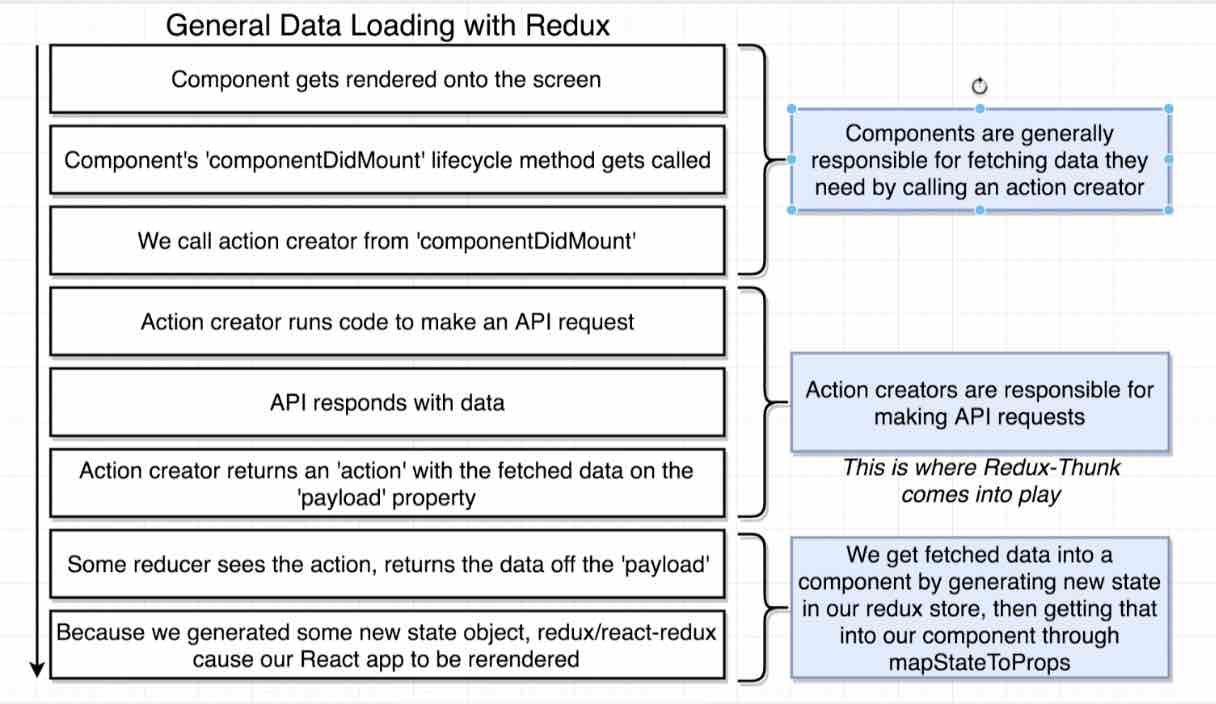 General Data Loading with Redux
Component gets rendered onto the screen
Component's 'componentDidMount' lifecycle method gets called
We call action creator from 'componentDidMount'
Components are generally
responsible for fetching data they
need by calling an action creator
Action creator runs code to make an API request
API responds with data
Action creator returns an 'action' with the fetched data on the
'payload' property
Action creators are responsible for
making API requests
This is where Redux-Thunk
comes into play
Some reducer sees the action, returns the data off the 'payload'
Because we generated some new state object, redux/react-redux
cause our React app to be rerendered
We get fetched data into a
component by generating new state
in our redux store, then getting that
into our component through
mapStateToProps